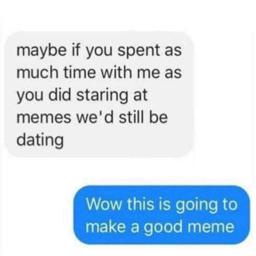 maybe if you spent as
much time with me as
you did staring at
memes we'd still be
dating
Wow this is going to
make a good meme